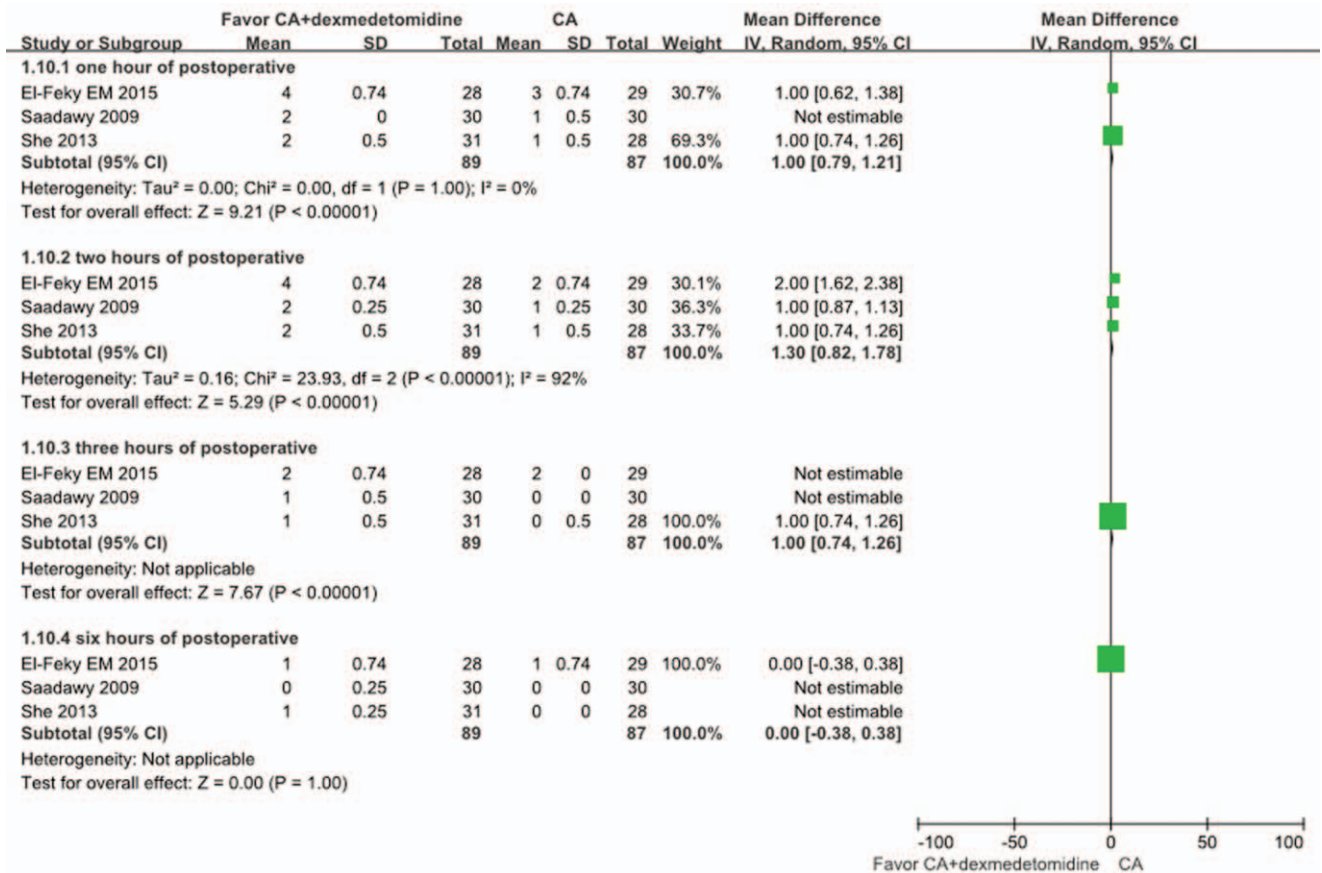 Favor CA+dexmedetomidine CA Mean Difference Mean Difference
Study or Subgroup Mean SD Total Mean SD Total Weight IV, Random, 95% CI IV, Random, 95% CI
1.10.1 one hour of postoperative
El-Feky EM 2015 4 0.74 28 3 0.74 29 30.7% 1.00 [0.62, 1.38]
Saadawy 2009 2 0 30 1 0.5 30 Not estimable
She 2013 2 0.5 31 1 0.5 28 69.3% 1.00 [0.74, 1.26]
Subtotal (95% CI) 89 87 100.0% 1.00 [0.79, 1.21]
Heterogeneity: Tau² = 0.00; Chi² = 0.00, df = 1 (P = 1.00); I² = 0%
Test for overall effect: Z = 9.21 (P < 0.00001)
1.10.2 two hours of postoperative
El-Feky EM 2015 4 0.74 28 2 0.74 29 30.1% 2.00 [1.62, 2.38]
Saadawy 2009 2 0.25 30 1 0.25 30 36.3% 1.00 [0.87, 1.13]
She 2013 2 0.5 31 1 0.5 28 33.7% 1.00 [0.74, 1.26]
Subtotal (95% CI) 89 87 100.0% 1.30 [0.82, 1.78]
Heterogeneity: Tau² = 0.16; Chi² = 23.93, df = 2 (P < 0.00001); I² = 92%
Test for overall effect: Z = 5.29 (P < 0.00001)
1.10.3 three hours of postoperative
El-Feky EM 2015 2 0.74 28 2 0 29 Not estimable
Saadawy 2009 1 0.5 30 0 0 30 Not estimable
She 2013 1 0.5 31 0 0.5 28 100.0% 1.00 [0.74, 1.26]
Subtotal (95% CI) 89 87 100.0% 1.00 [0.74, 1.26]
Heterogeneity: Not applicable
Test for overall effect: Z = 7.67 (P < 0.00001)
1.10.4 six hours of postoperative
El-Feky EM 2015 1 0.74 28 1 0.74 29 100.0% 0.00 [-0.38, 0.38]
Saadawy 2009 0 0.25 30 0 0 30 Not estimable
She 2013 1 0.25 31 0 0 28 Not estimable
Subtotal (95% CI) 89 87 100.0% 0.00 [-0.38, 0.38]
Heterogeneity: Not applicable
Test for overall effect: Z = 0.00 (P = 1.00)
-100 -50 0 50 100
Favor CA+dexmedetomidine CA